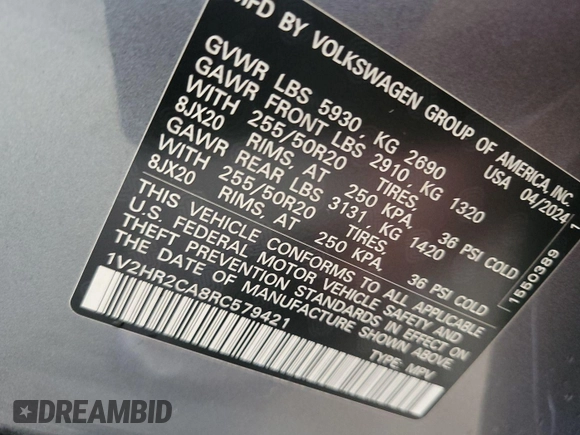 MFD BY VOLKSWAGEN GROUP OF AMERICA, INC.
USA 04/2024
GVWR LBS 5930, KG 2690
GAWR FRONT LBS 2910, KG 1320
WITH 255/50R20 TIRES,
8JX20 RIMS, AT 250 KPA, 36 PSI COLD
GAWR REAR LBS 3131, KG 1420
WITH 255/50R20 TIRES,
8JX20 RIMS, AT 250 KPA, 36 PSI COLD
THIS VEHICLE CONFORMS TO ALL APPLICABLE
U.S. FEDERAL MOTOR VEHICLE SAFETY AND
THEFT PREVENTION STANDARDS IN EFFECT ON
THE DATE OF MANUFACTURE SHOWN ABOVE
1V2HR2CA8RC579421
TYPE: MPV
1550389
DREAMBID